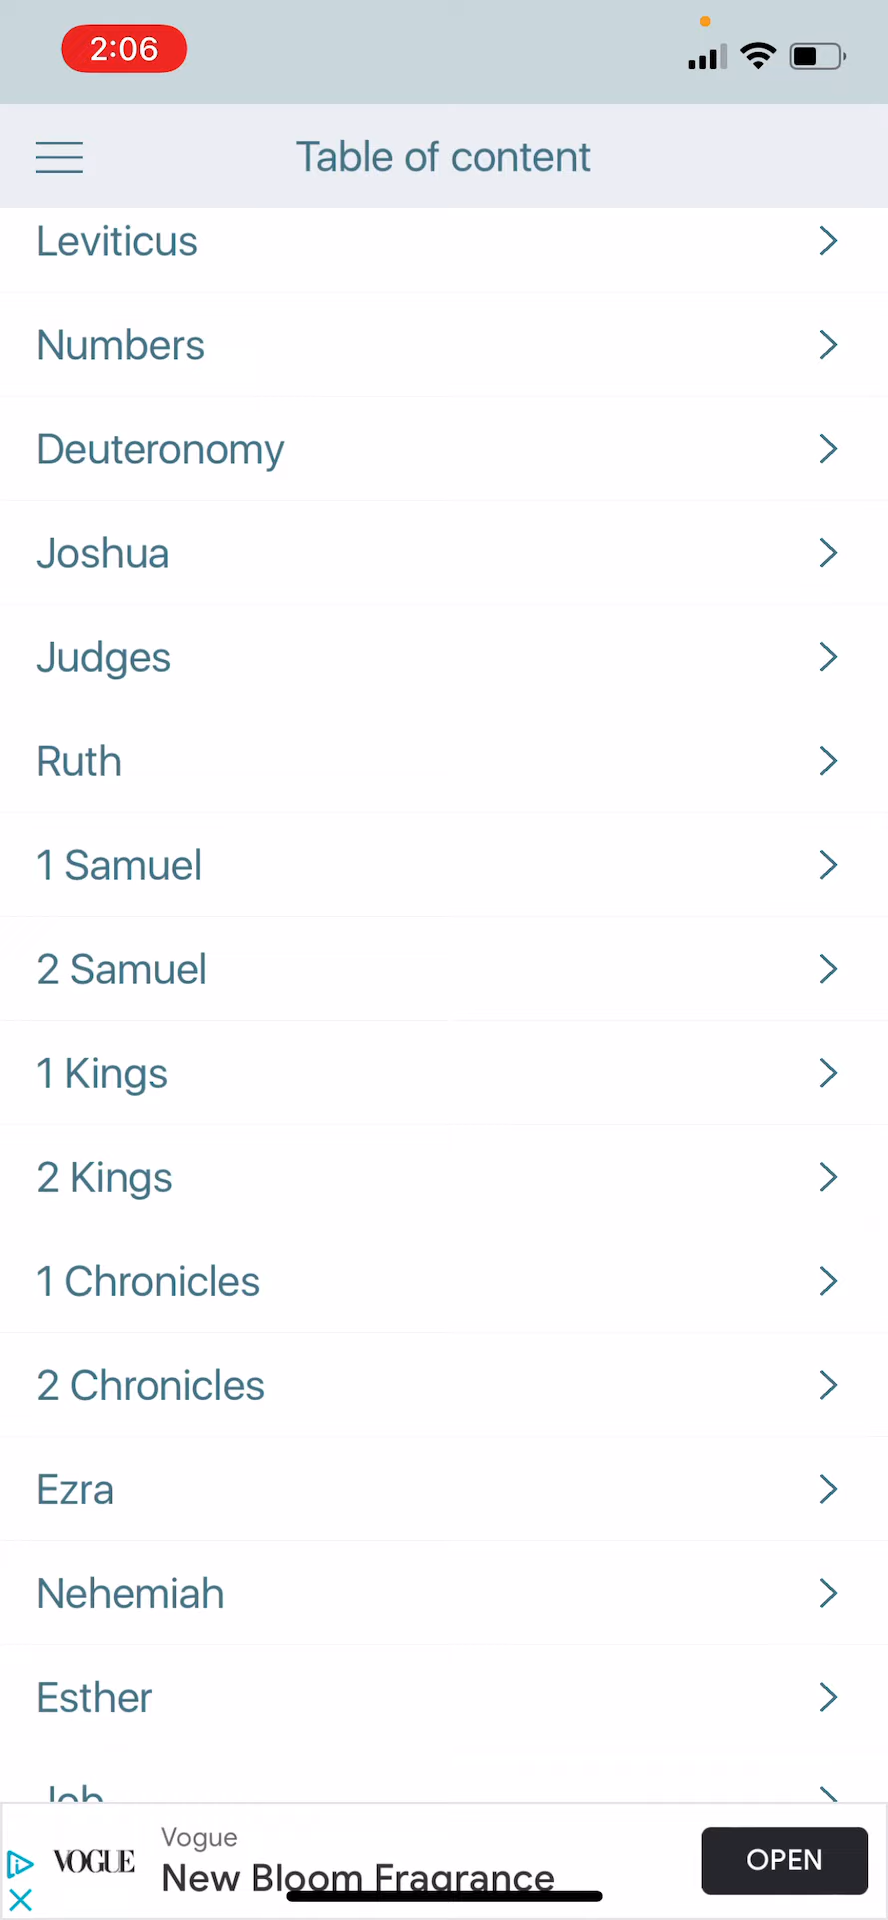 2:06
Table of content
Leviticus
Numbers
Deuteronomy
Joshua
Judges
Ruth
1 Samuel
2 Samuel
1 Kings
2 Kings
1 Chronicles
2 Chronicles
Ezra
Nehemiah
Esther
Job
VOGUE
Vogue
New Bloom Fragrance
OPEN